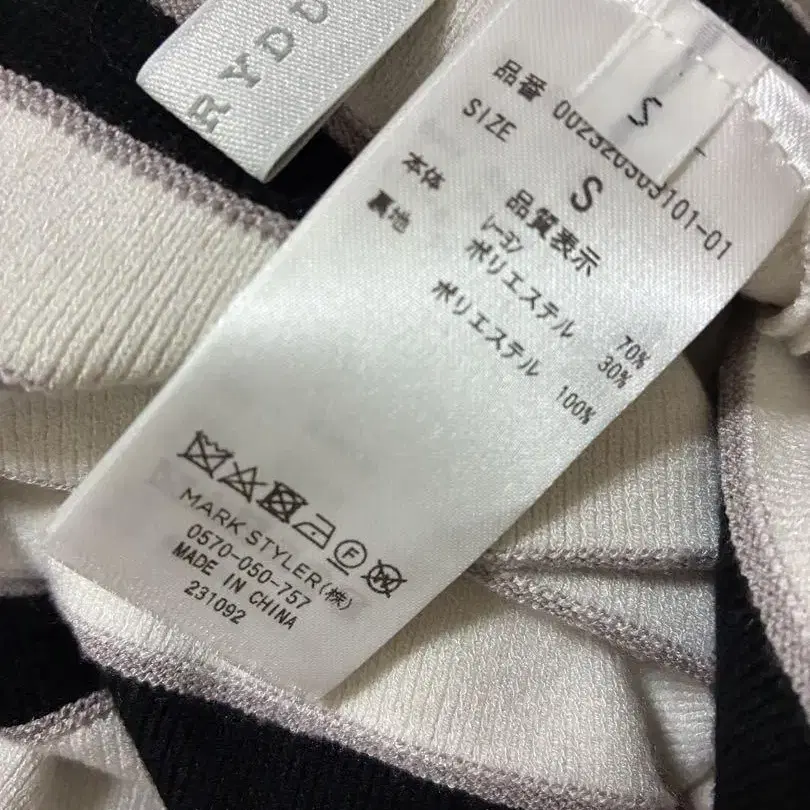 RYDD
S
品番 002320303101-01
SIZE S
品質表示
本体 レーヨン 70%
ポリエステル 30%
裏地 ポリエステル 100%
F
W
MARK STYLER(株)
0570-050-757
MADE IN CHINA
231092